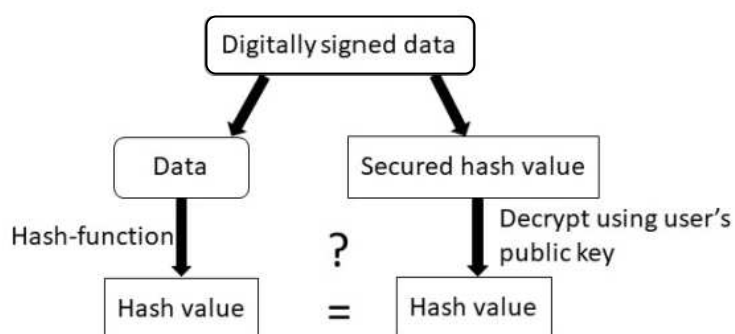 Digitally signed data
Data
Secured hash value
Hash-function
?
Decrypt using user's
public key
Hash value
=
Hash value